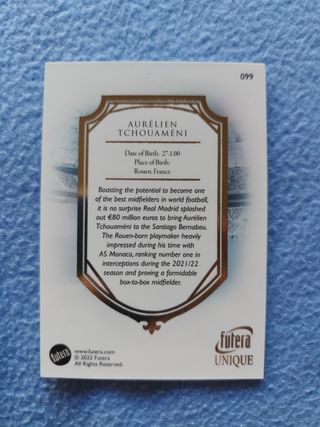 099
AURÉLIEN
TCHOUAMÉNI
Date of Birth: 27.1.00
Place of Birth:
Rouen, France
Boasting the potential to become one
of the best midfielders in world football,
it is no surprise Real Madrid splashed
out €80 million euros to bring Aurélien
Tchouaméni to the Santiago Bernabeu.
The Rouen-born playmaker heavily
impressed during his time with
AS Monaco, ranking number one in
interceptions during the 2021/22
season and proving a formidable
box-to-box midfielder.
futera
www.futera.com
© 2022 Futera
All Rights Reserved.
futera
UNIQUE